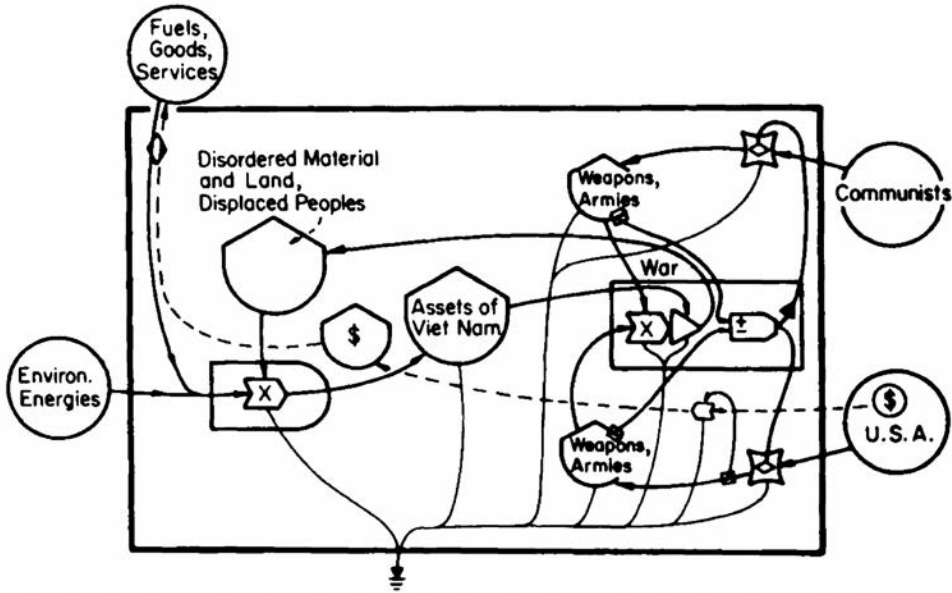 Fuels,
Goods,
Services
Disordered Material
and Land,
Displaced Peoples
Weapons,
Armies
Communists
War
X
±
Assets of
Viet Nam
$
Environ.
Energies
X
$
U.S.A.
Weapons,
Armies